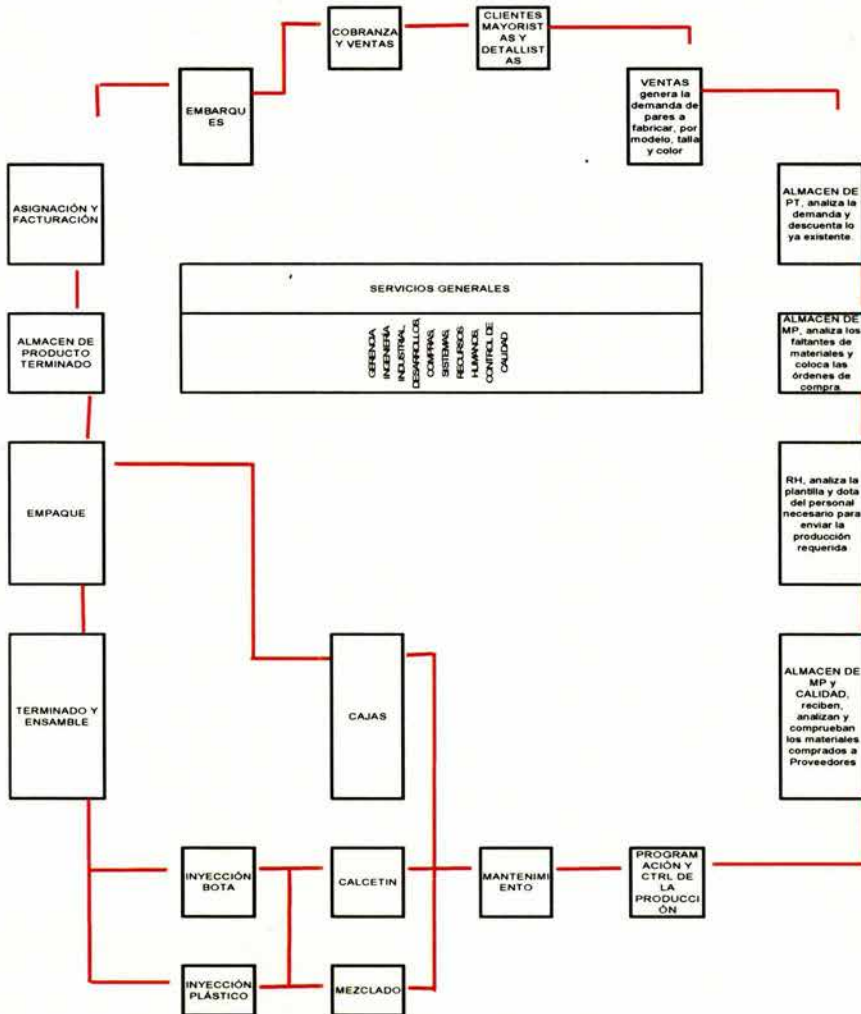 COBRANZA
Y VENTAS
CLIENTES
MAYORIST
AS Y
DETALLIST
AS
EMBARQU
ES
VENTAS
genera la
demanda de
pares a
fabricar, por
modelo, talla
y color
ASIGNACIÓN Y
FACTURACIÓN
ALMACEN DE
PT, analiza la
demanda y
descuenta lo
ya existente.
SERVICIOS GENERALES
GERENCIA
INGENIERÍA
INDUSTRIAL,
DESARROLLOS,
COMPRAS,
SISTEMAS,
RECURSOS
HUMANOS,
CONTROL DE
CALIDAD
ALMACEN DE
PRODUCTO
TERMINADO
ALMACEN DE
MP, analiza los
faltantes de
materiales y
coloca las
órdenes de
compra.
EMPAQUE
RH, analiza la
plantilla y dota
del personal
necesario para
enviar la
producción
requerida
TERMINADO Y
ENSAMBLE
CAJAS
ALMACEN DE
MP y
CALIDAD,
reciben,
analizan y
comprueban
los materiales
comprados a
Proveedores
INYECCIÓN
BOTA
CALCETIN
MANTENIMI
ENTO
PROGRAM
ACIÓN Y
CTRL DE
LA
PRODUCCI
ÓN
INYECCIÓN
PLÁSTICO
MEZCLADO